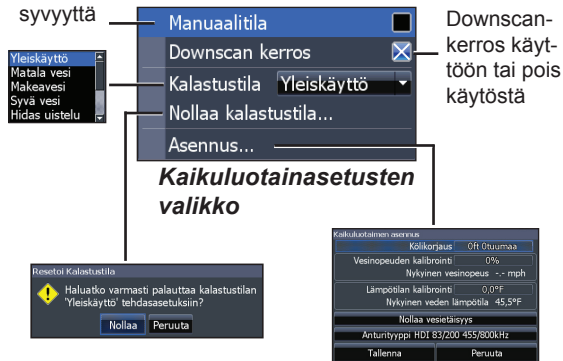 syvyyttä
Manuaalitila
Downscan kerros
Kalastustila Yleiskäyttö
Nollaa kalastustila...
Asennus...
Downscan-
kerros käyt-
töön tai pois
käytöstä
Yleiskäyttö
Matala vesi
Makeavesi
Syvä vesi
Hidas uistelu
Kaikuluotainasetusten
valikko
Resetoi Kalastustila
Haluatko varmasti palauttaa kalastustilan
'Yleiskäyttö' tehdasasetuksiin?
Nollaa Peruuta
Kaikuluotaimen asennus
Kölikorjaus 0ft 0tuumaa
Vesinopeuden kalibrointi 0%
Nykyinen vesinopeus -.- mph
Lämpötilan kalibrointi 0,0°F
Nykyinen veden lämpötila 45,5°F
Nollaa vesietäisyys
Anturityyppi HDI 83/200 455/800kHz
Tallenna Peruuta